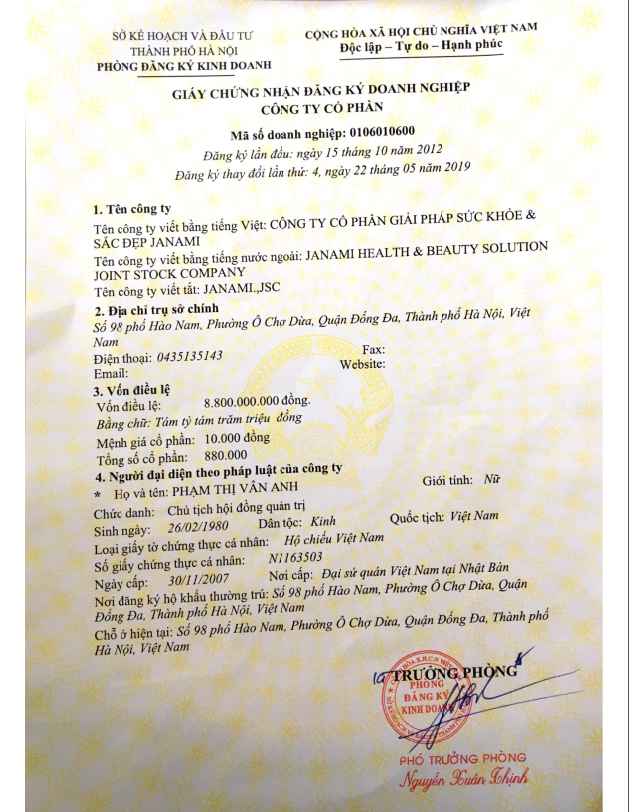 SỞ KẾ HOẠCH VÀ ĐẦU TƯ
THÀNH PHỐ HÀ NỘI
PHÒNG ĐĂNG KÝ KINH DOANH
CỘNG HÒA XÃ HỘI CHỦ NGHĨA VIỆT NAM
Độc lập – Tự do – Hạnh phúc
GIẤY CHỨNG NHẬN ĐĂNG KÝ DOANH NGHIỆP
CÔNG TY CỔ PHẦN
Mã số doanh nghiệp: 0106010600
Đăng ký lần đầu: ngày 15 tháng 10 năm 2012
Đăng ký thay đổi lần thứ: 4, ngày 22 tháng 05 năm 2019
1. Tên công ty
Tên công ty viết bằng tiếng Việt: CÔNG TY CỔ PHẦN GIẢI PHÁP SỨC KHỎE &
SẮC ĐẸP JANAMI
Tên công ty viết bằng tiếng nước ngoài: JANAMI HEALTH & BEAUTY SOLUTION
JOINT STOCK COMPANY
Tên công ty viết tắt: JANAMI.,JSC
2. Địa chỉ trụ sở chính
Số 98 phố Hào Nam, Phường Ô Chợ Dừa, Quận Đống Đa, Thành phố Hà Nội, Việt
Nam
Điện thoại: 0435135143 Fax:
Email: Website:
3. Vốn điều lệ
Vốn điều lệ: 8.800.000.000 đồng.
Bằng chữ: Tám tỷ tám trăm triệu đồng
Mệnh giá cổ phần: 10.000 đồng
Tổng số cổ phần: 880.000
4. Người đại diện theo pháp luật của công ty
* Họ và tên: PHẠM THỊ VÂN ANH Giới tính: Nữ
Chức danh: Chủ tịch hội đồng quản trị
Sinh ngày: 26/02/1980 Dân tộc: Kinh Quốc tịch: Việt Nam
Loại giấy tờ chứng thực cá nhân: Hộ chiếu Việt Nam
Số giấy chứng thực cá nhân: N1163503
Ngày cấp: 30/11/2007 Nơi cấp: Đại sứ quán Việt Nam tại Nhật Bản
Nơi đăng ký hộ khẩu thường trú: Số 98 phố Hào Nam, Phường Ô Chợ Dừa, Quận
Đống Đa, Thành phố Hà Nội, Việt Nam
Chỗ ở hiện tại: Số 98 phố Hào Nam, Phường Ô Chợ Dừa, Quận Đống Đa, Thành phố
Hà Nội, Việt Nam
TRƯỞNG PHÒNG
PHÒNG
ĐĂNG KÝ
KINH DOANH
PHÓ TRƯỞNG PHÒNG
Nguyễn Xuân Thịnh